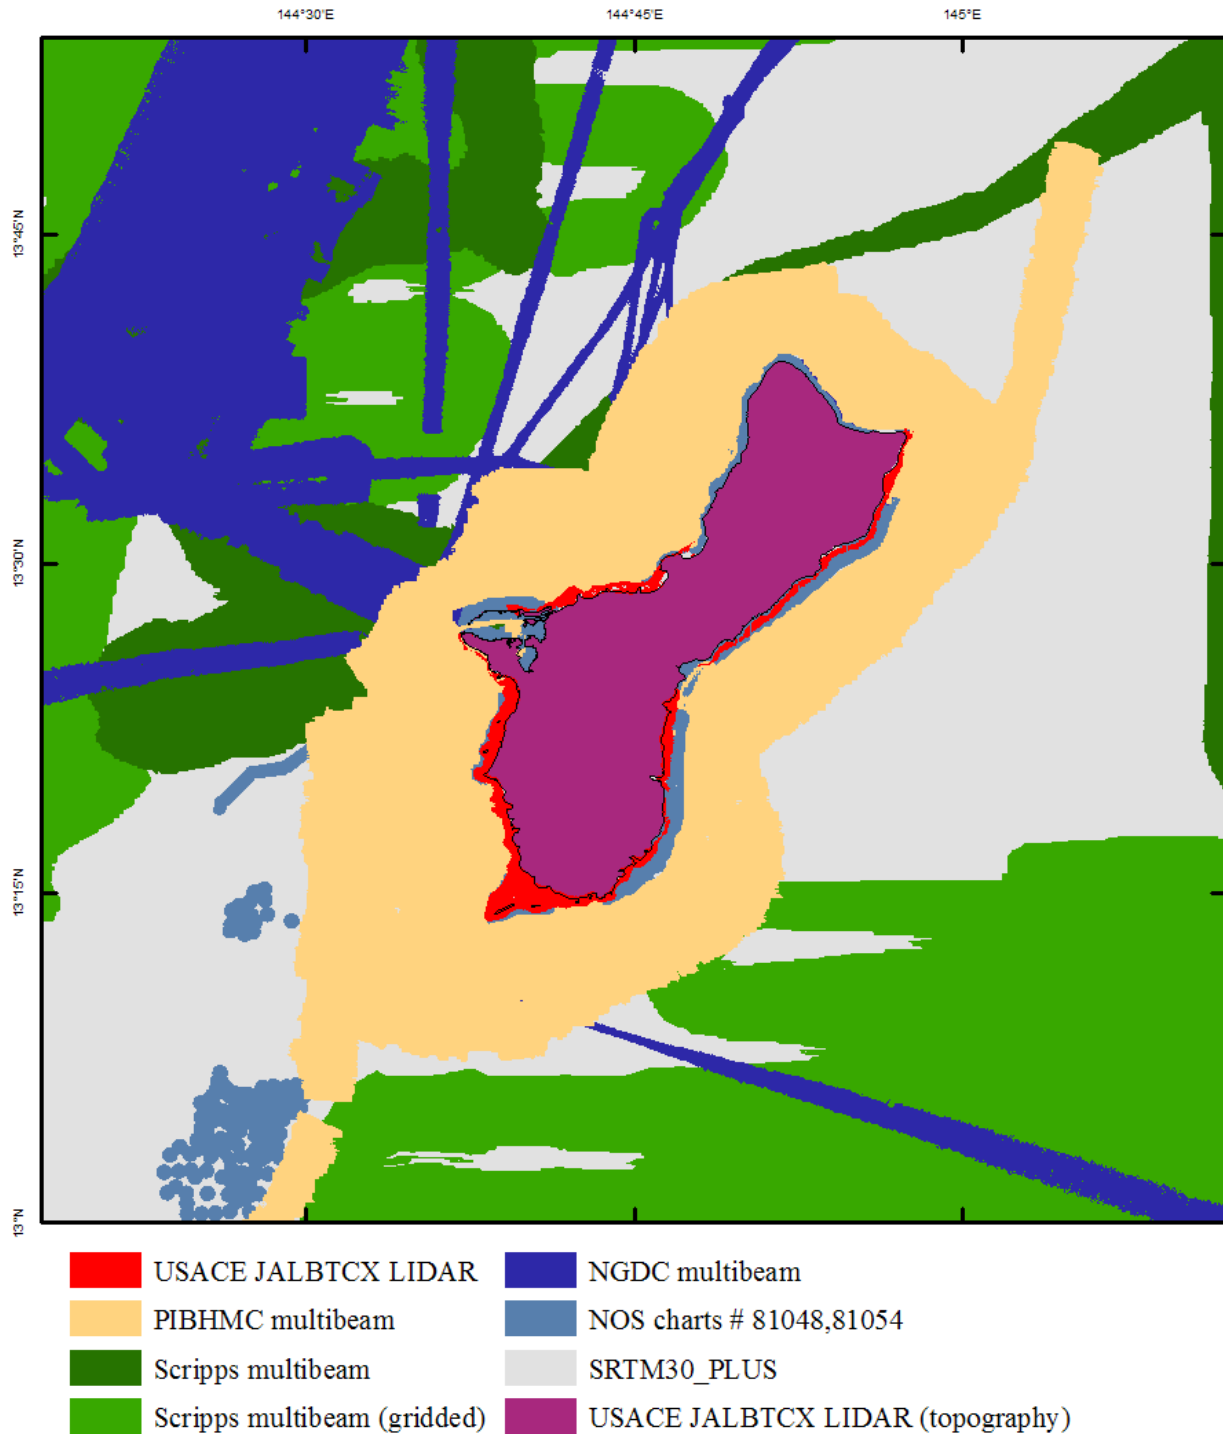 144°30'E 144°45'E 145°E
13°45'N
13°30'N
13°15'N
13°N
USACE JALBTCX LIDAR
PIBHMC multibeam
Scripps multibeam
Scripps multibeam (gridded)
NGDC multibeam
NOS charts # 81048,81054
SRTM30_PLUS
USACE JALBTCX LIDAR (topography)